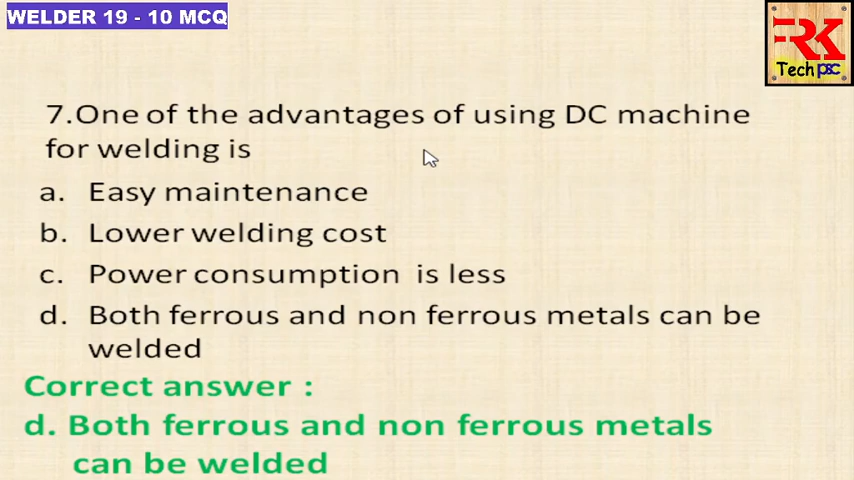 WELDER 19 - 10 MCQ
RK
Tech psc
7.One of the advantages of using DC machine
for welding is
a. Easy maintenance
b. Lower welding cost
c. Power consumption is less
d. Both ferrous and non ferrous metals can be
welded
Correct answer :
d. Both ferrous and non ferrous metals
can be welded